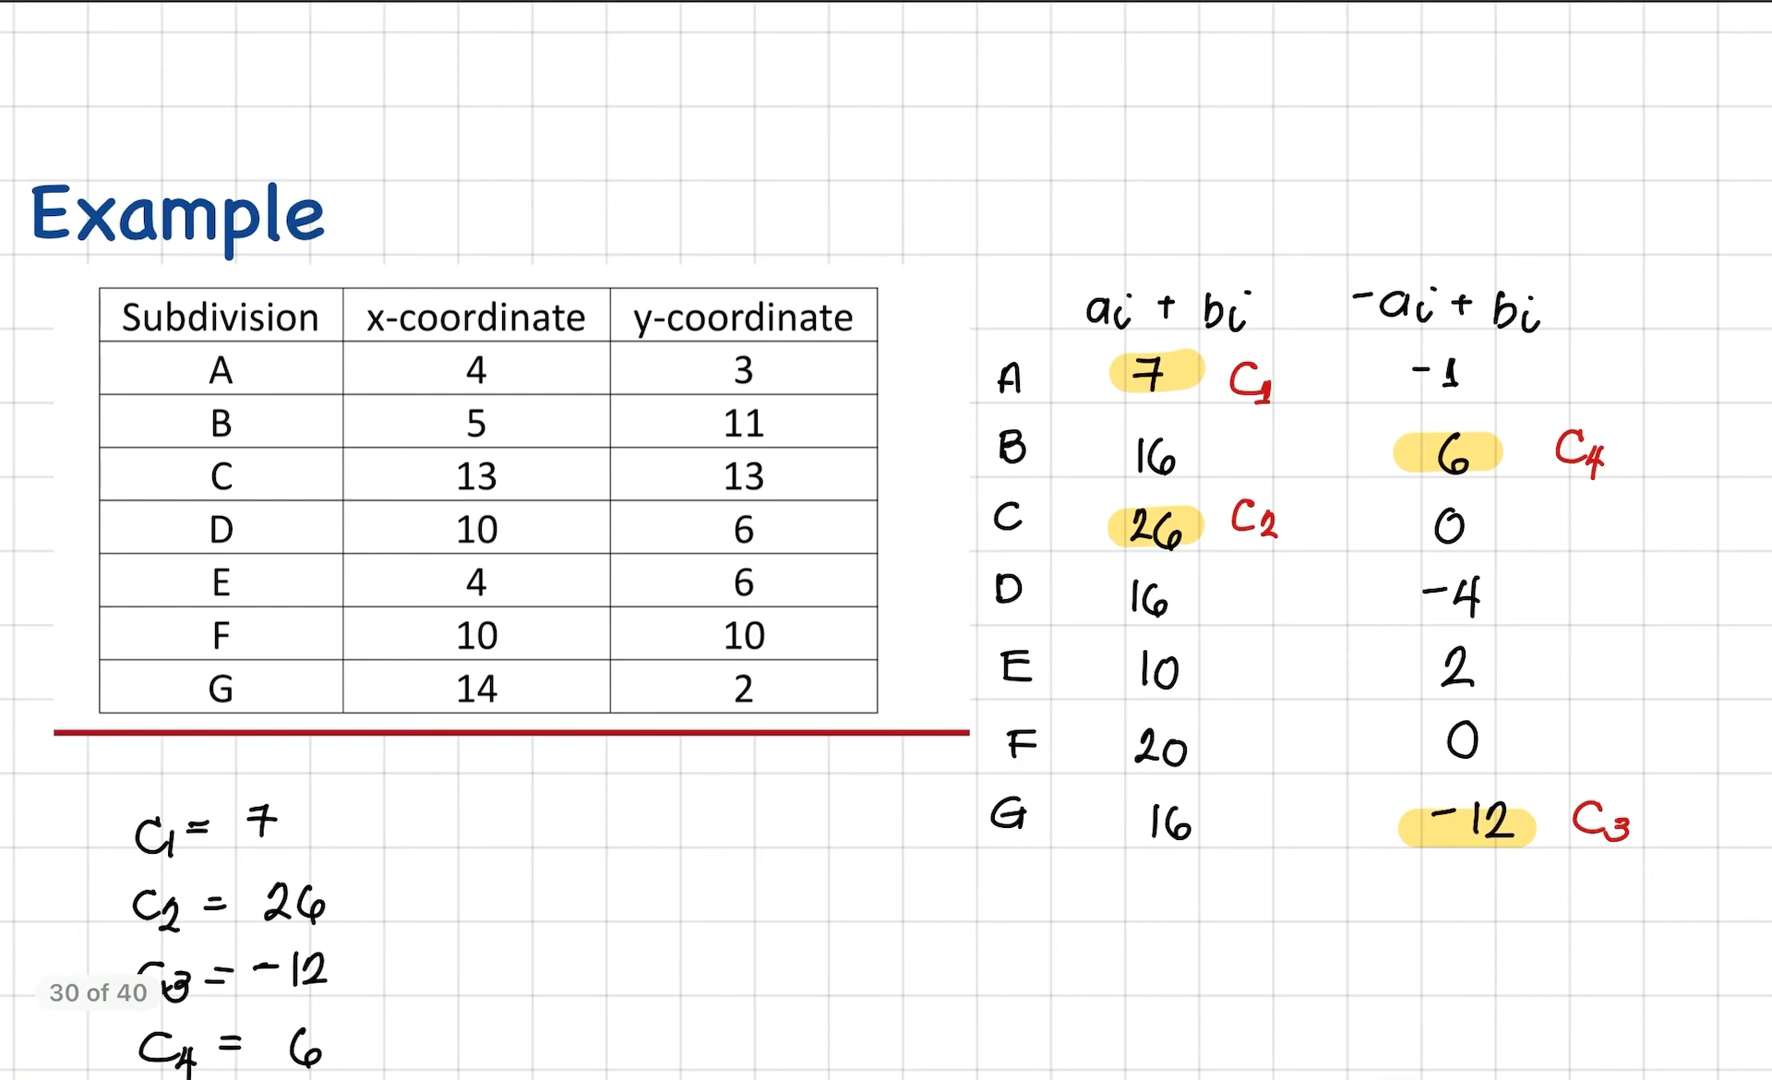 Example
Subdivision x-coordinate y-coordinate
A 4 3
B 5 11
C 13 13
D 10 6
E 4 6
F 10 10
G 14 2
ai + bi -ai + bi
A 7 C1 -1
B 16 6 C4
C 26 C2 0
D 16 -4
E 10 2
F 20 0
G 16 -12 C3
C1 = 7
C2 = 26
C3 = -12
30 of 40
C4 = 6